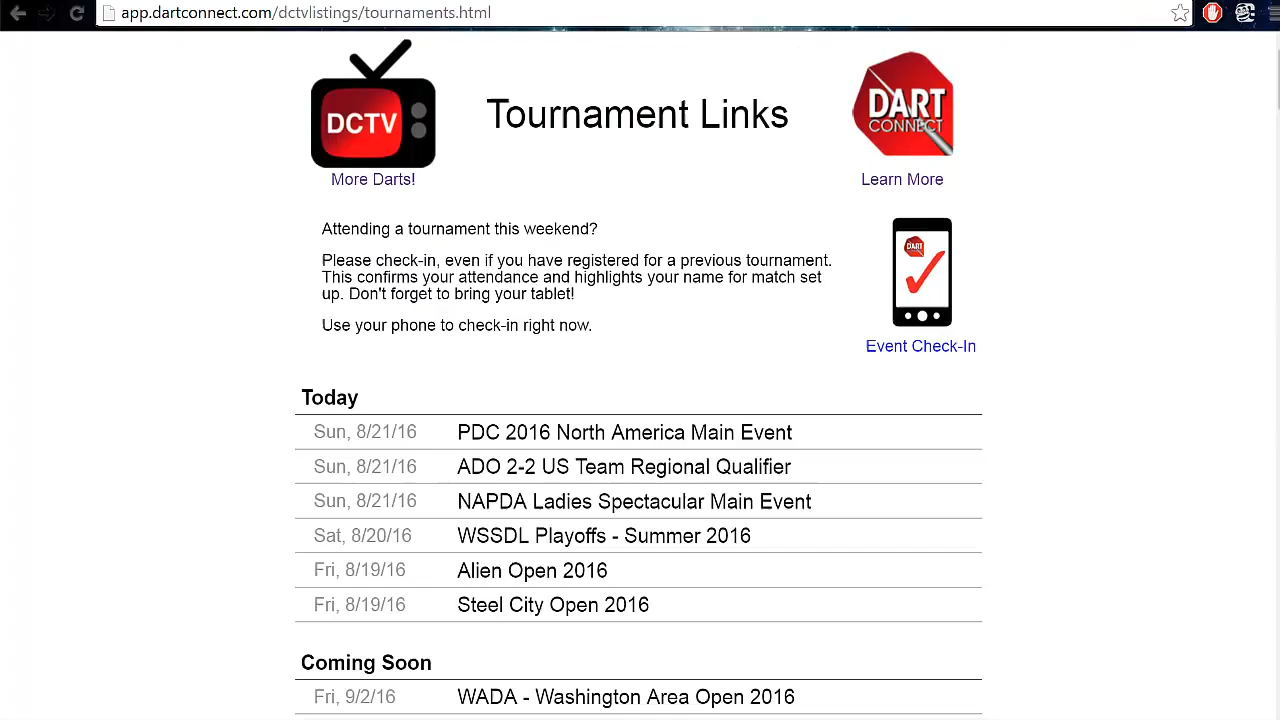 app.dartconnect.com/dctvlistings/tournaments.html
DCTV
Tournament Links
DART
CONNECT
More Darts!
Learn More
Attending a tournament this weekend?
Please check-in, even if you have registered for a previous tournament.
This confirms your attendance and highlights your name for match set
up. Don't forget to bring your tablet!
Use your phone to check-in right now.
DART
Event Check-In
Today
Sun, 8/21/16 PDC 2016 North America Main Event
Sun, 8/21/16 ADO 2-2 US Team Regional Qualifier
Sun, 8/21/16 NAPDA Ladies Spectacular Main Event
Sat, 8/20/16 WSSDL Playoffs - Summer 2016
Fri, 8/19/16 Alien Open 2016
Fri, 8/19/16 Steel City Open 2016
Coming Soon
Fri, 9/2/16 WADA - Washington Area Open 2016